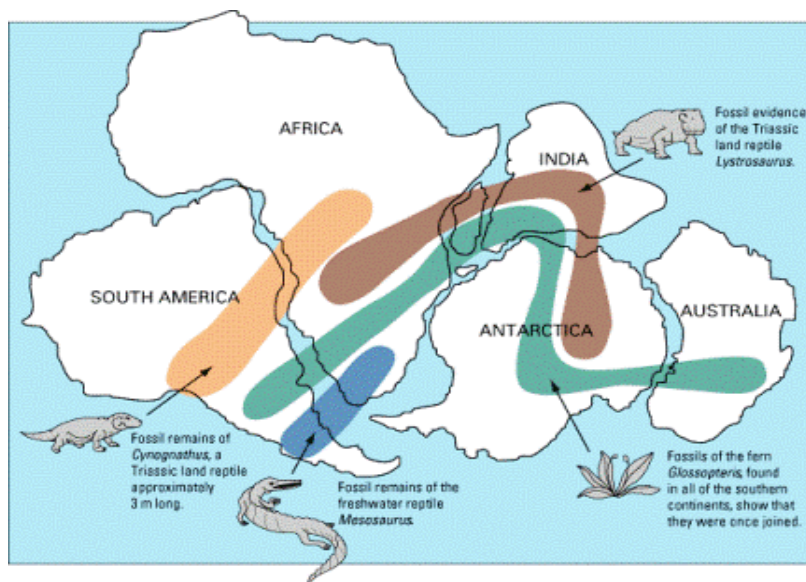 AFRICA
Fossil evidence
of the Triassic
land reptile
Lystrosaurus.
INDIA
SOUTH AMERICA
ANTARCTICA
AUSTRALIA
Fossil remains of
Cynognathus, a
Triassic land reptile
approximately
3 m long.
Fossil remains of the
freshwater reptile
Mesosaurus.
Fossils of the fern
Glossopteris, found
in all of the southern
continents, show that
they were once joined.